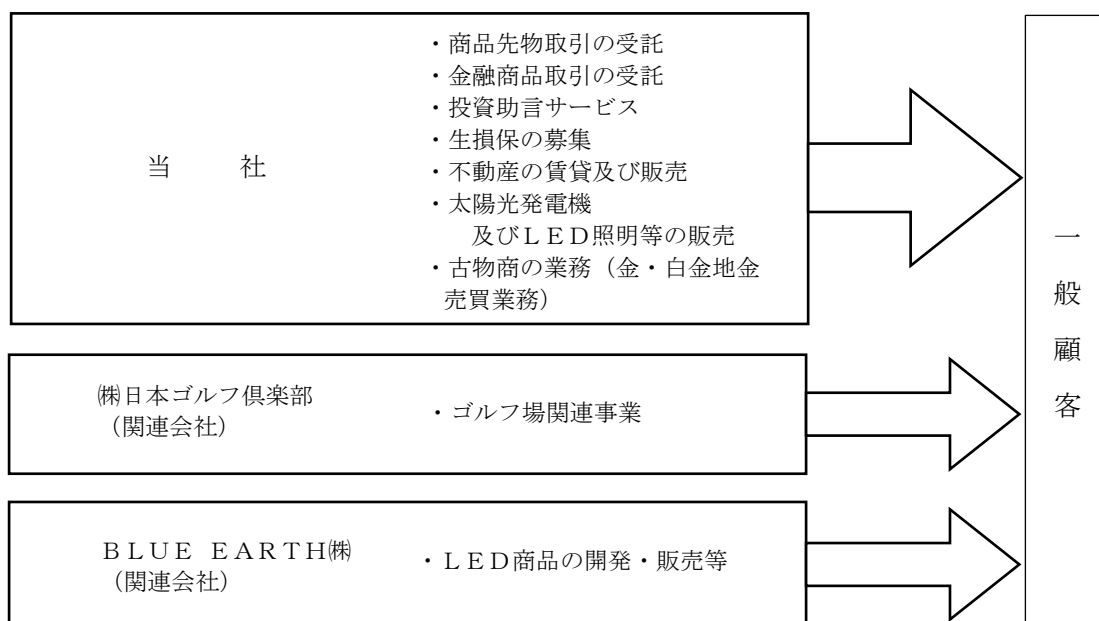 当　　社
・商品先物取引の受託
・金融商品取引の受託
・投資助言サービス
・生損保の募集
・不動産の賃貸及び販売
・太陽光発電機
及びＬＥＤ照明等の販売
・古物商の業務（金・白金地金
売買業務）
㈱日本ゴルフ倶楽部
（関連会社）
・ゴルフ場関連事業
ＢＬＵＥ　ＥＡＲＴＨ㈱
（関連会社）
・ＬＥＤ商品の開発・販売等
一般顧客